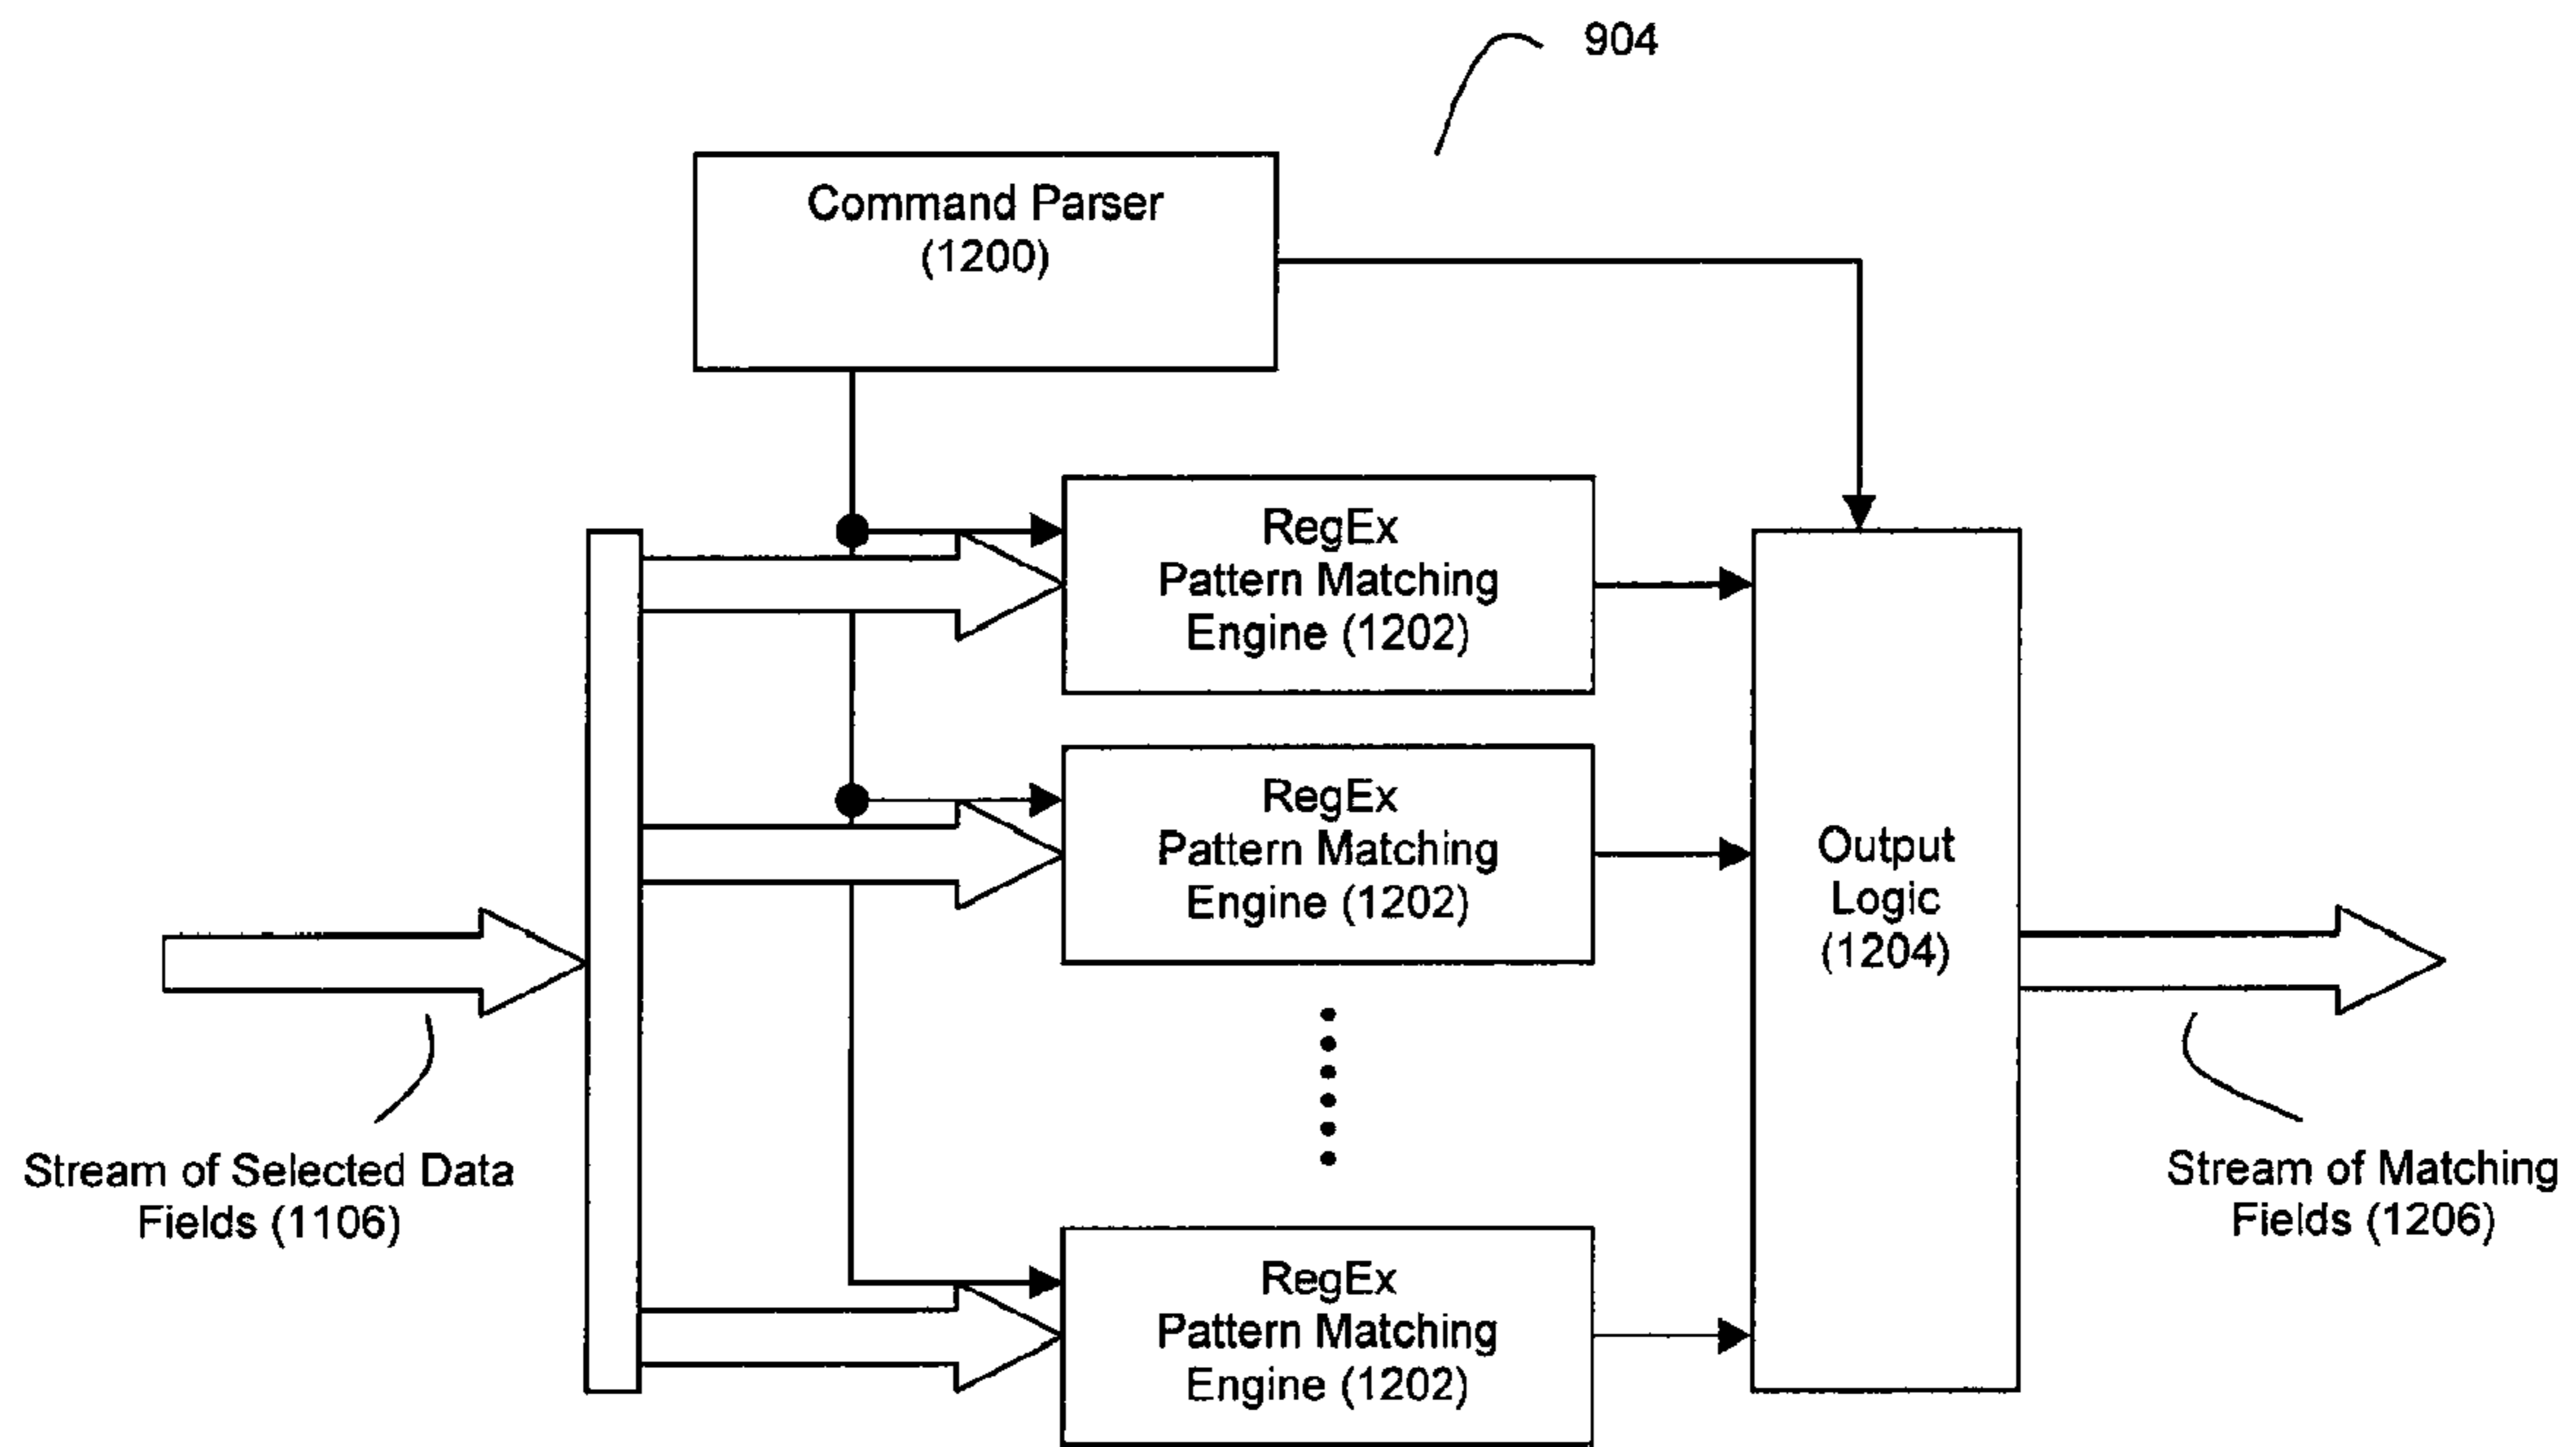 904
Command Parser
(1200)
RegEx
Pattern Matching
Engine (1202)
RegEx
Pattern Matching
Engine (1202)
Output
Logic
(1204)
Stream of Selected Data
Fields (1106)
Stream of Matching
Fields (1206)
RegEx
Pattern Matching
Engine (1202)